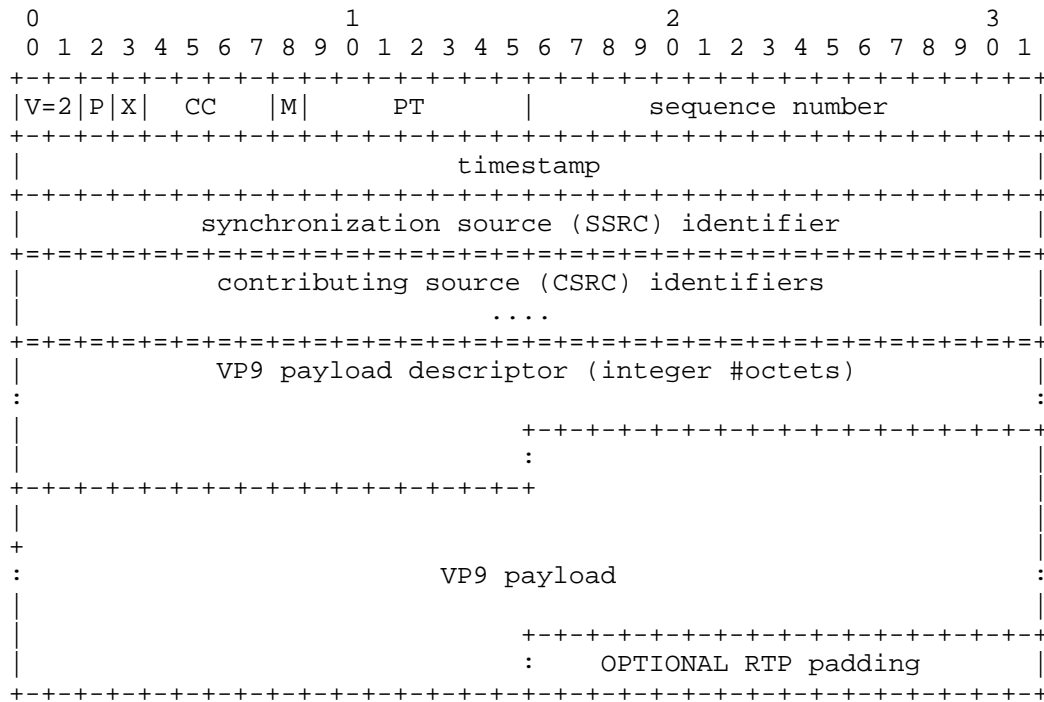 0                   1                   2                   3
 0 1 2 3 4 5 6 7 8 9 0 1 2 3 4 5 6 7 8 9 0 1 2 3 4 5 6 7 8 9 0 1
+-+-+-+-+-+-+-+-+-+-+-+-+-+-+-+-+-+-+-+-+-+-+-+-+-+-+-+-+-+-+-+-+
|V=2|P|X|  CC   |M|     PT      |       sequence number         |
+-+-+-+-+-+-+-+-+-+-+-+-+-+-+-+-+-+-+-+-+-+-+-+-+-+-+-+-+-+-+-+-+
|                           timestamp                           |
+-+-+-+-+-+-+-+-+-+-+-+-+-+-+-+-+-+-+-+-+-+-+-+-+-+-+-+-+-+-+-+-+
|           synchronization source (SSRC) identifier            |
+=+=+=+=+=+=+=+=+=+=+=+=+=+=+=+=+=+=+=+=+=+=+=+=+=+=+=+=+=+=+=+=+
|            contributing source (CSRC) identifiers             |
|                             ....                              |
+=+=+=+=+=+=+=+=+=+=+=+=+=+=+=+=+=+=+=+=+=+=+=+=+=+=+=+=+=+=+=+=+
|            VP9 payload descriptor (integer #octets)           |
:                                                               :
|                               +-+-+-+-+-+-+-+-+-+-+-+-+-+-+-+-+
|                               :                               |
+-+-+-+-+-+-+-+-+-+-+-+-+-+-+-+-+                               |
|                                                               |
+                                                               |
:                          VP9 payload                          :
|                                                               |
|                               +-+-+-+-+-+-+-+-+-+-+-+-+-+-+-+-+
|                               :    OPTIONAL RTP padding       |
+-+-+-+-+-+-+-+-+-+-+-+-+-+-+-+-+-+-+-+-+-+-+-+-+-+-+-+-+-+-+-+-+